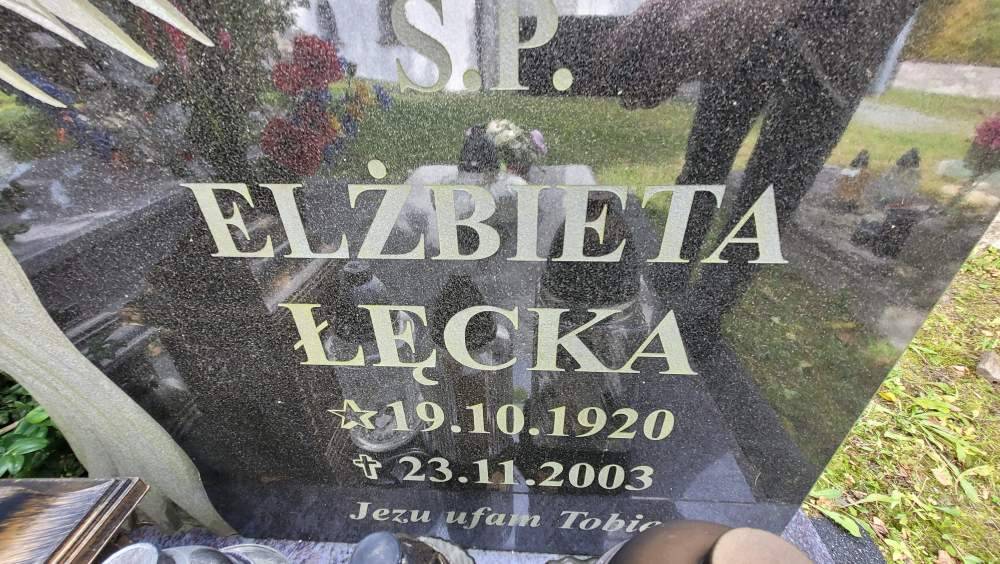 Ś.P.
ELŻBIETA
ŁĘCKA
☆19.10.1920
✝23.11.2003
Jezu ufam Tobie